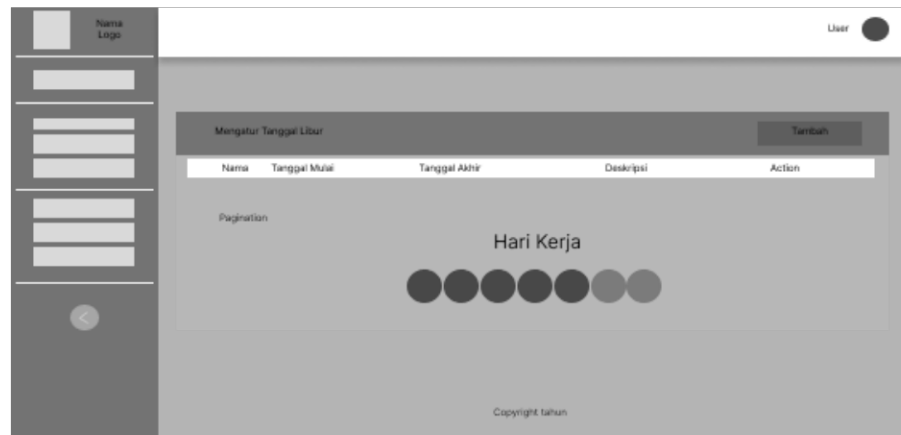 Nama
Logo
User
Mengatur Tanggal Libur
Tambah
Nama Tanggal Mulai Tanggal Akhir Deskripsi Action
Pagination
Hari Kerja
Copyright tahun